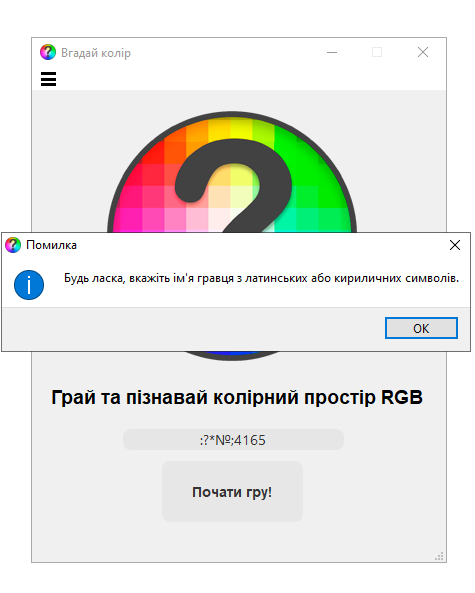 Вгадай колір
?
Помилка
Будь ласка, вкажіть ім'я гравця з латинських або кириличних символів.
OK
Грай та пізнавай колірний простір RGB
:?*№;4165
Почати гру!